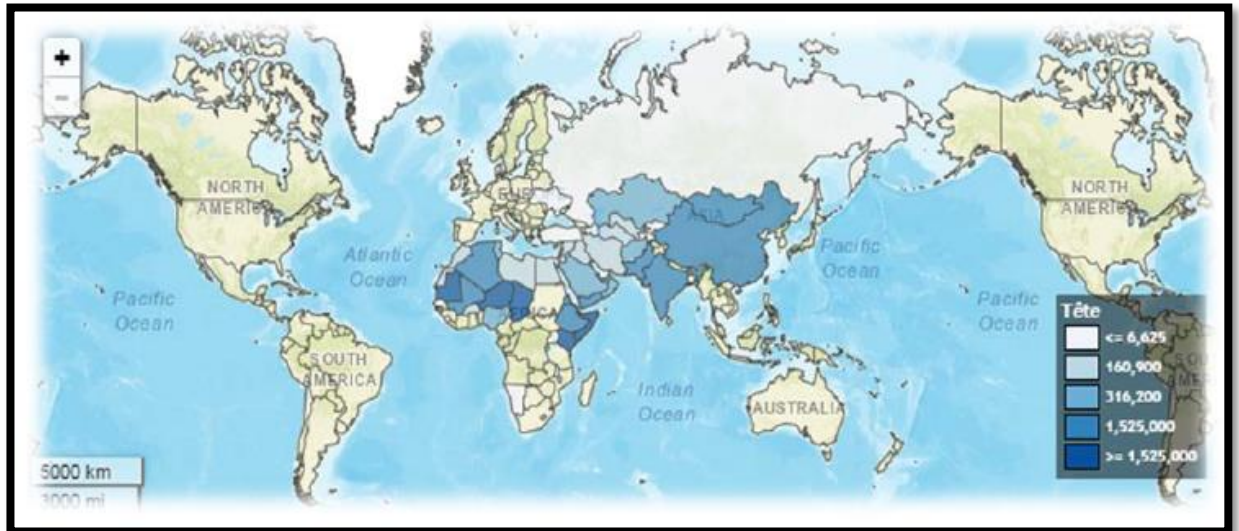 +
−
NORTH
AMERICA
Atlantic
Ocean
Pacific
Ocean
SOUTH
AMERICA
ASIA
Pacific
Ocean
Indian
Ocean
AUSTRALIA
NORTH
AMERICA
Pacific
Ocean
Tête
<= 6,625
160,900
316,200
1,525,000
>= 1,525,000
5000 km
3000 mi